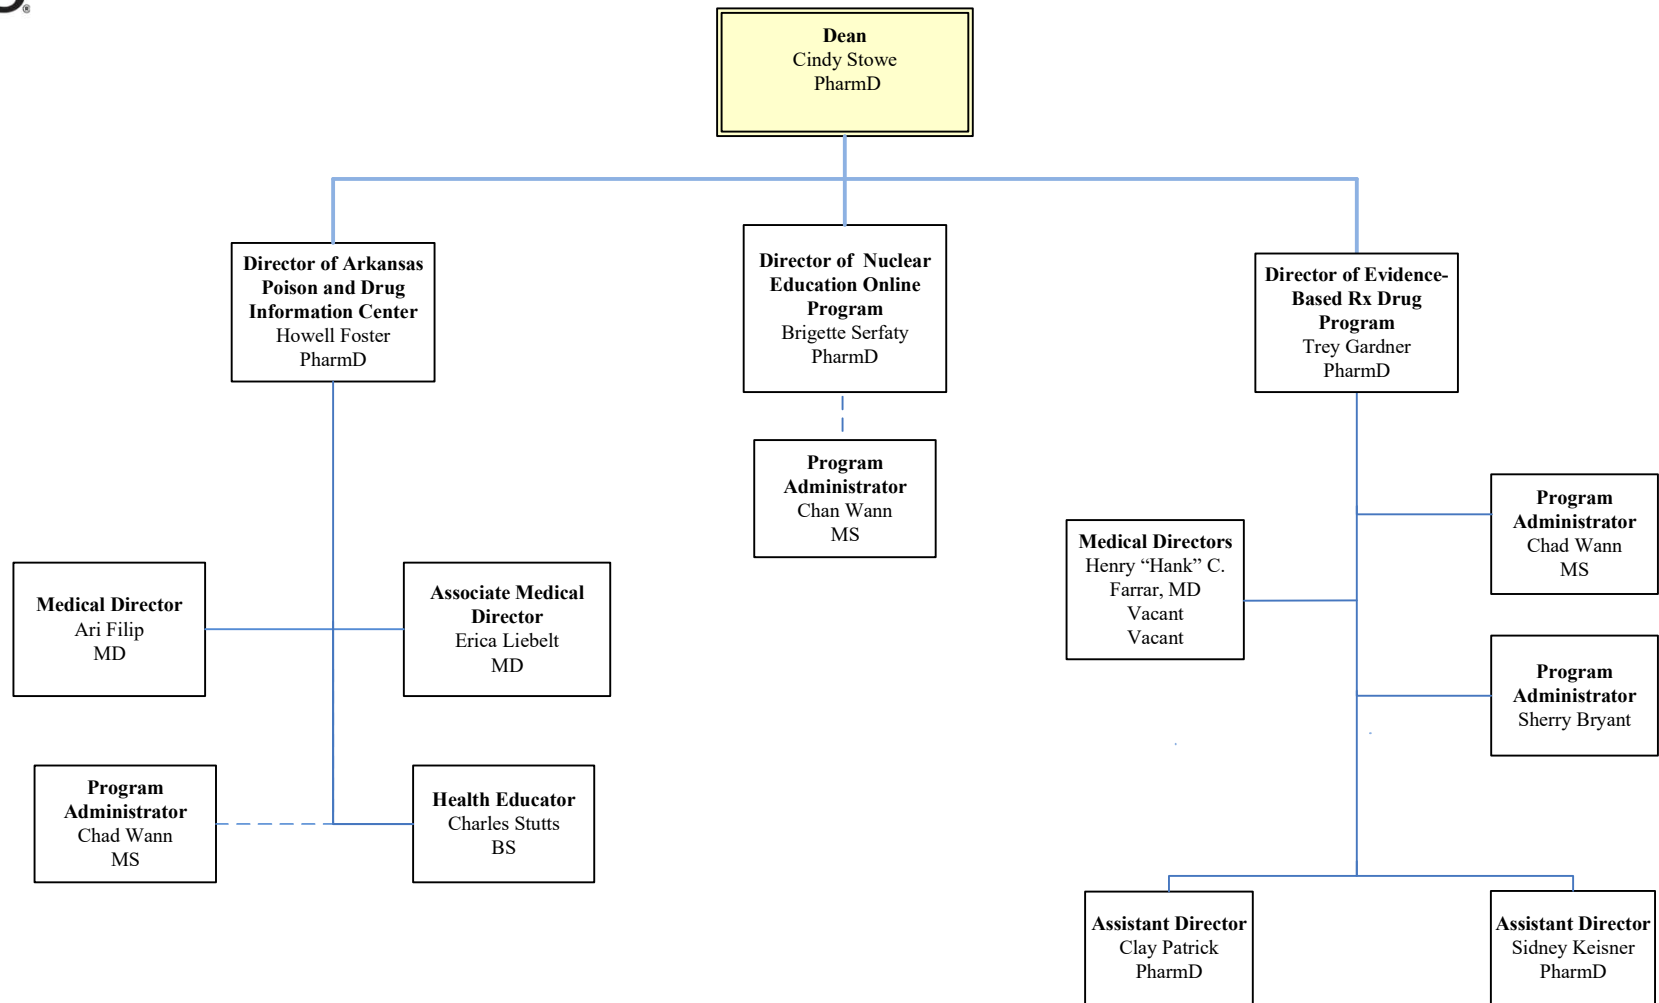 Dean
Cindy Stowe
PharmD
Director of Arkansas
Poison and Drug
Information Center
Howell Foster
PharmD
Director of Nuclear
Education Online
Program
Brigette Serfaty
PharmD
Director of Evidence-
Based Rx Drug
Program
Trey Gardner
PharmD
Program
Administrator
Chan Wann
MS
Medical Director
Ari Filip
MD
Associate Medical
Director
Erica Liebelt
MD
Medical Directors
Henry “Hank” C.
Farrar, MD
Vacant
Vacant
Program
Administrator
Chad Wann
MS
Program
Administrator
Sherry Bryant
Program
Administrator
Chad Wann
MS
Health Educator
Charles Stutts
BS
Assistant Director
Clay Patrick
PharmD
Assistant Director
Sidney Keisner
PharmD